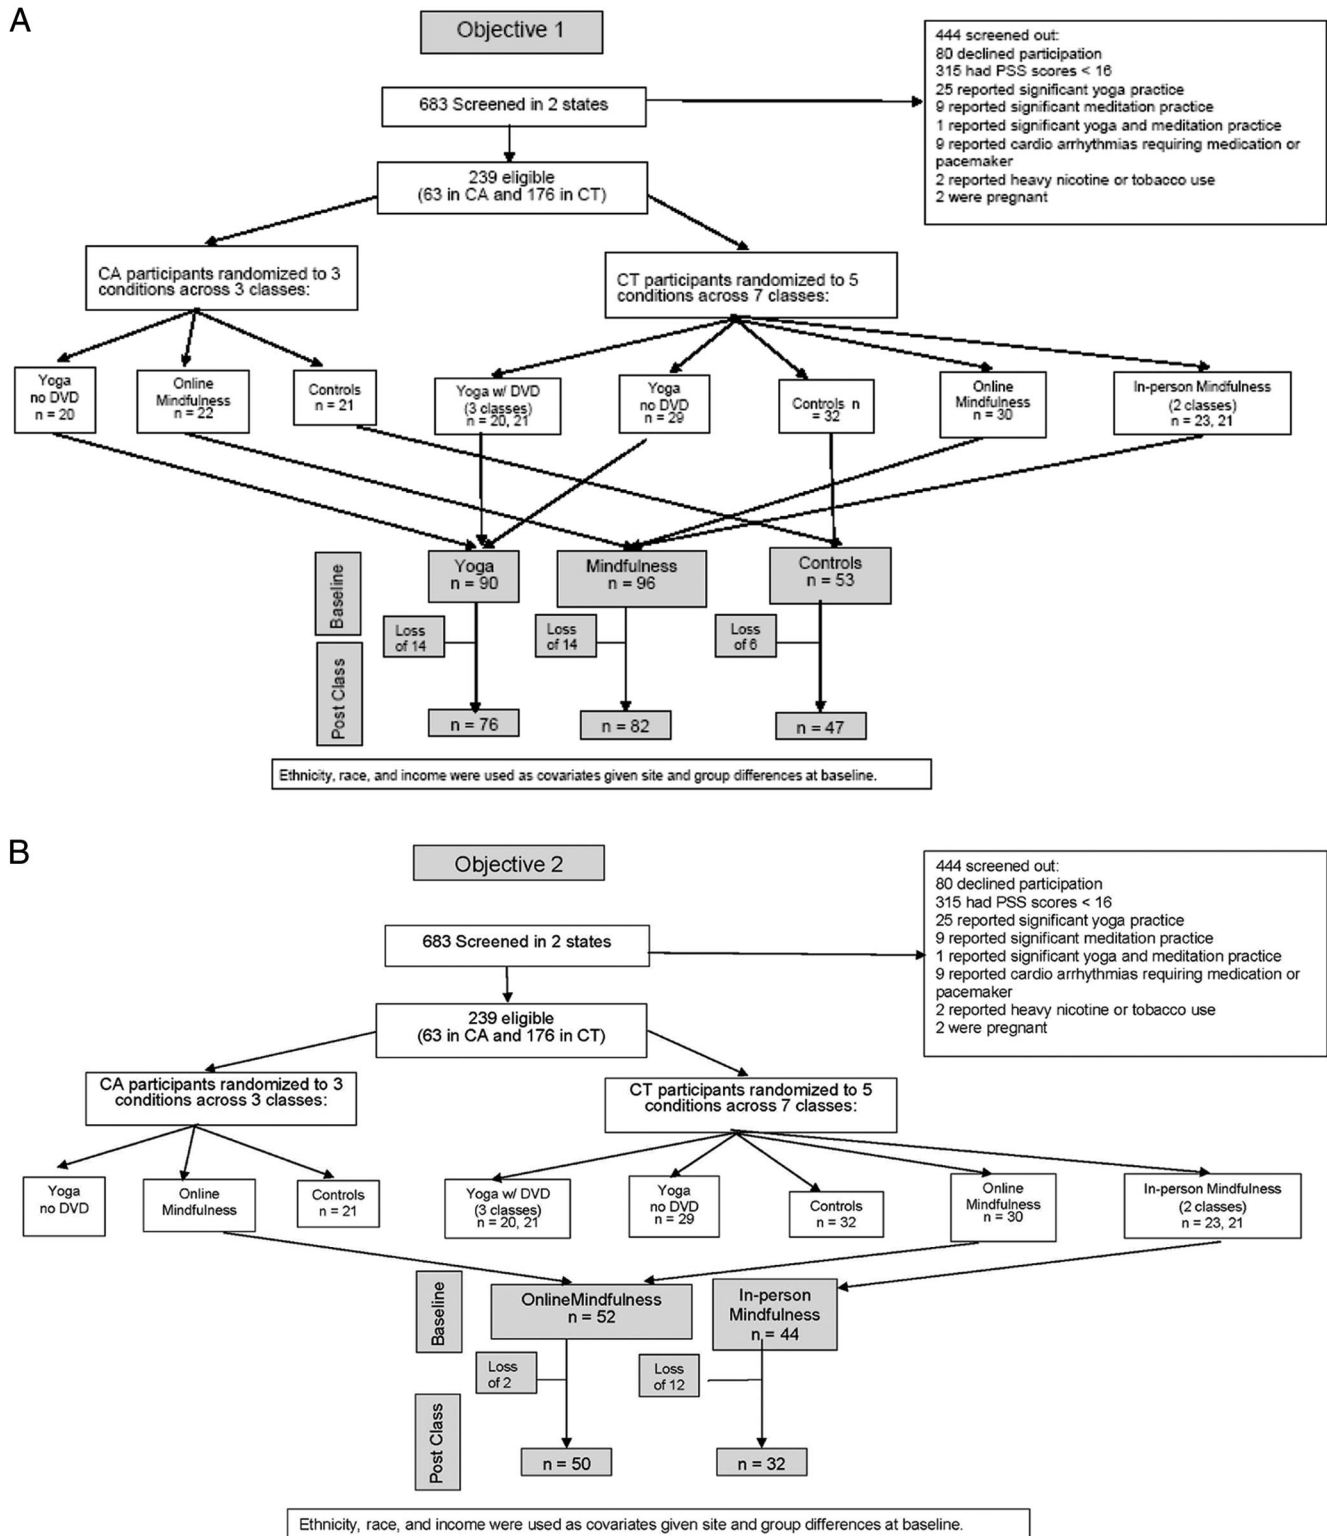 A
Objective 1
444 screened out:
80 declined participation
315 had PSS scores < 16
25 reported significant yoga practice
9 reported significant meditation practice
1 reported significant yoga and meditation practice
9 reported cardio arrhythmias requiring medication or
pacemaker
2 reported heavy nicotine or tobacco use
2 were pregnant
683 Screened in 2 states
239 eligible
(63 in CA and 176 in CT)
CA participants randomized to 3
conditions across 3 classes:
CT participants randomized to 5
conditions across 7 classes:
Yoga
no DVD
n = 20
Online
Mindfulness
n = 22
Controls
n = 21
Yoga w/ DVD
(3 classes)
n = 20, 21
Yoga
no DVD
n = 29
Controls n
= 32
Online
Mindfulness
n = 30
In-person Mindfulness
(2 classes)
n = 23, 21
Baseline
Yoga
n = 90
Mindfulness
n = 96
Controls
n = 53
Loss
of 14
Loss
of 14
Loss
of 6
Post Class
n = 76
n = 82
n = 47
Ethnicity, race, and income were used as covariates given site and group differences at baseline.
B
Objective 2
444 screened out:
80 declined participation
315 had PSS scores < 16
25 reported significant yoga practice
9 reported significant meditation practice
1 reported significant yoga and meditation practice
9 reported cardio arrhythmias requiring medication or
pacemaker
2 reported heavy nicotine or tobacco use
2 were pregnant
683 Screened in 2 states
239 eligible
(63 in CA and 176 in CT)
CA participants randomized to 3
conditions across 3 classes:
CT participants randomized to 5
conditions across 7 classes:
Yoga
no DVD
Online
Mindfulness
Controls
n = 21
Yoga w/ DVD
(3 classes)
n = 20, 21
Yoga
no DVD
n = 29
Controls
n = 32
Online
Mindfulness
n = 30
In-person Mindfulness
(2 classes)
n = 23, 21
Baseline
OnlineMindfulness
n = 52
In-person
Mindfulness
n = 44
Loss
of 2
Loss
of 12
Post Class
n = 50
n = 32
Ethnicity, race, and income were used as covariates given site and group differences at baseline.